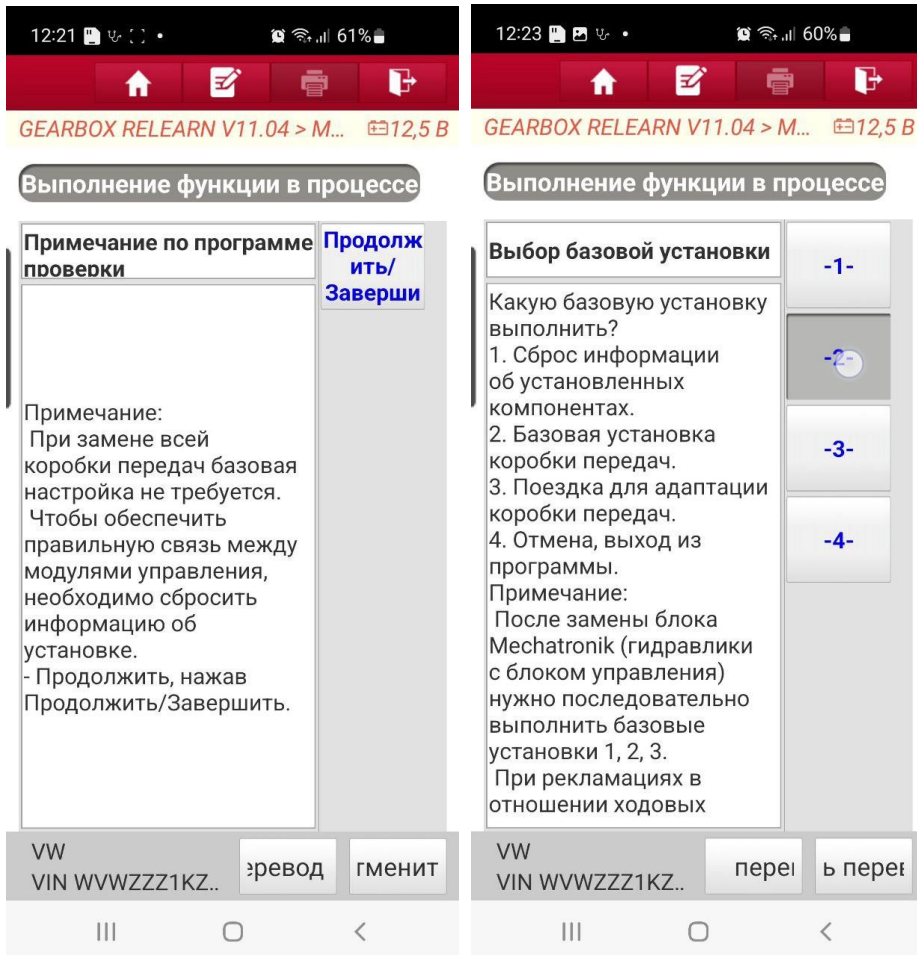 12:21
61%
GEARBOX RELEARN V11.04 > M...
12,5 В
Выполнение функции в процессе
Примечание по программе
проверки
Продолж
ить/
Заверши
Примечание:
При замене всей
коробки передач базовая
настройка не требуется.
Чтобы обеспечить
правильную связь между
модулями управления,
необходимо сбросить
информацию об
установке.
- Продолжить, нажав
Продолжить/Завершить.
VW
VIN WVWZZZ1KZ..
еревод
тменит
12:23
60%
GEARBOX RELEARN V11.04 > M...
12,5 В
Выполнение функции в процессе
Выбор базовой установки
-1-
-2-
-3-
-4-
Какую базовую установку
выполнить?
1. Сброс информации
об установленных
компонентах.
2. Базовая установка
коробки передач.
3. Поездка для адаптации
коробки передач.
4. Отмена, выход из
программы.
Примечание:
После замены блока
Mechatronik (гидравлики
с блоком управления)
нужно последовательно
выполнить базовые
установки 1, 2, 3.
При рекламациях в
отношении ходовых
VW
VIN WVWZZZ1KZ..
пере
ь пере